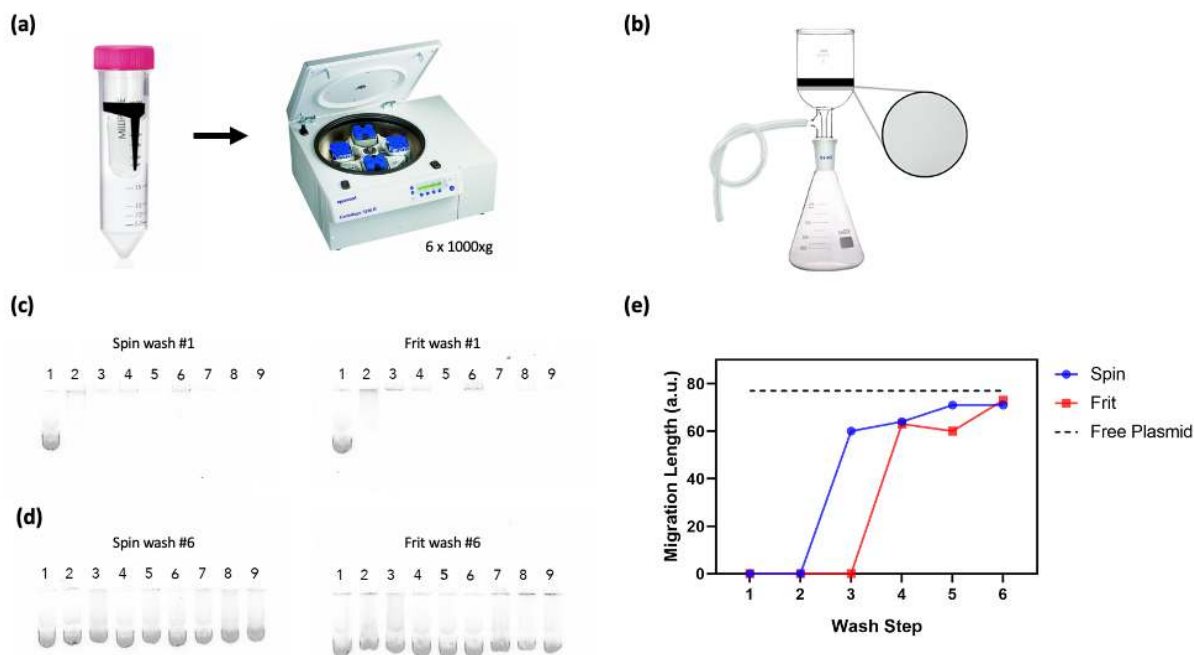 (a)
6 x 1000xg
(b)
(c)
Spin wash #1
1 2 3 4 5 6 7 8 9
Frit wash #1
1 2 3 4 5 6 7 8 9
(d)
Spin wash #6
1 2 3 4 5 6 7 8 9
Frit wash #6
1 2 3 4 5 6 7 8 9
(e)
Migration Length (a.u.)
80
60
40
20
0
1 2 3 4 5 6
Wash Step
Spin
Frit
Free Plasmid